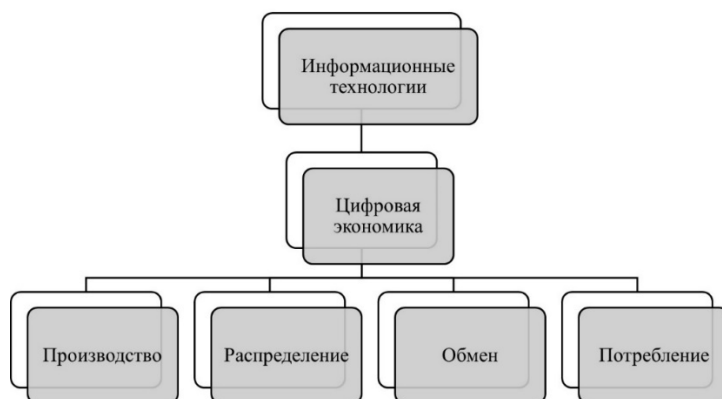 Информационные
технологии
Цифровая
экономика
Производство
Распределение
Обмен
Потребление